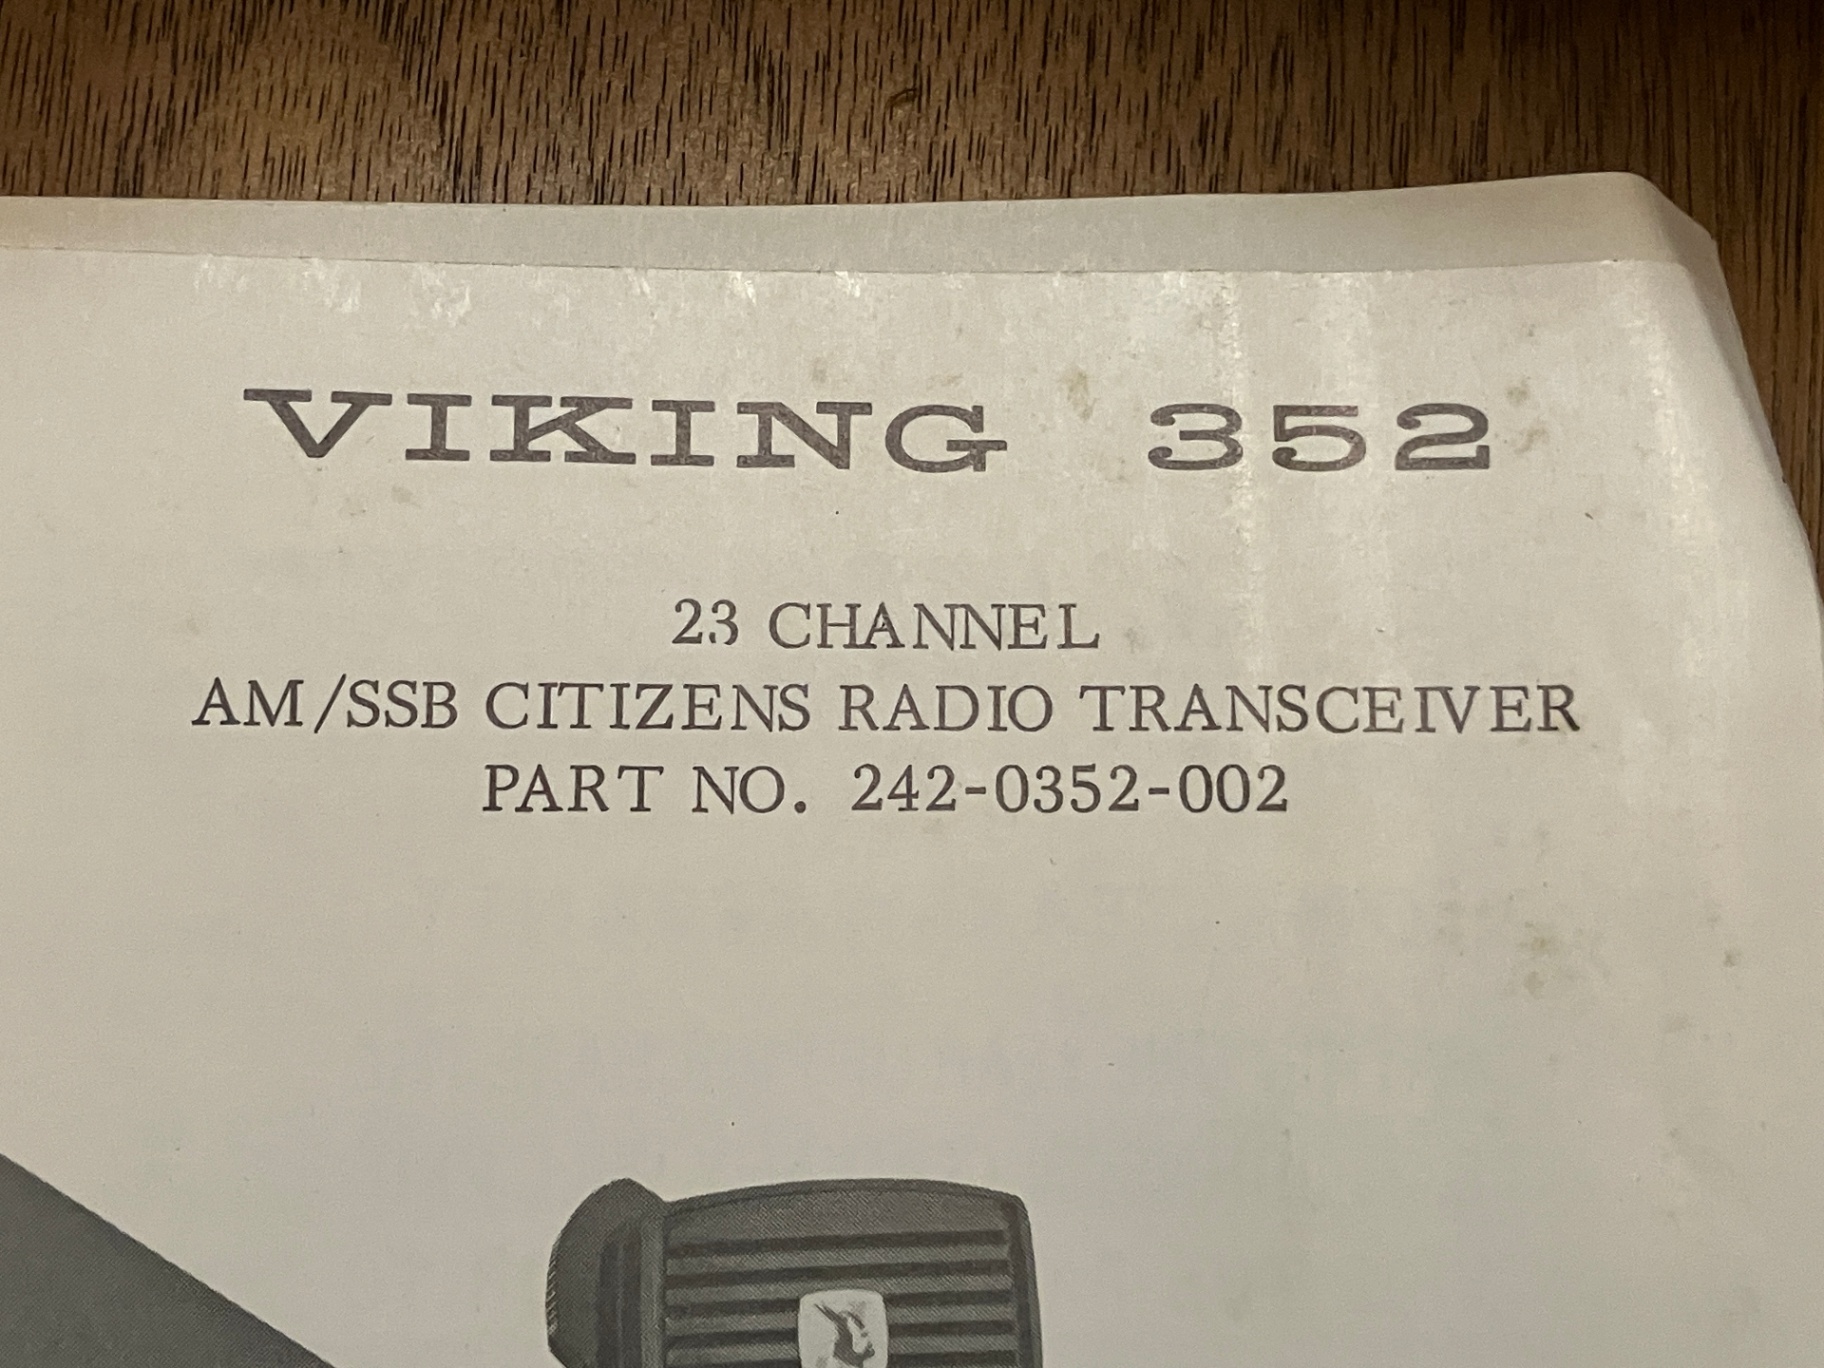 VIKING 352
23 CHANNEL
AM/SSB CITIZENS RADIO TRANSCEIVER
PART NO. 242-0352-002